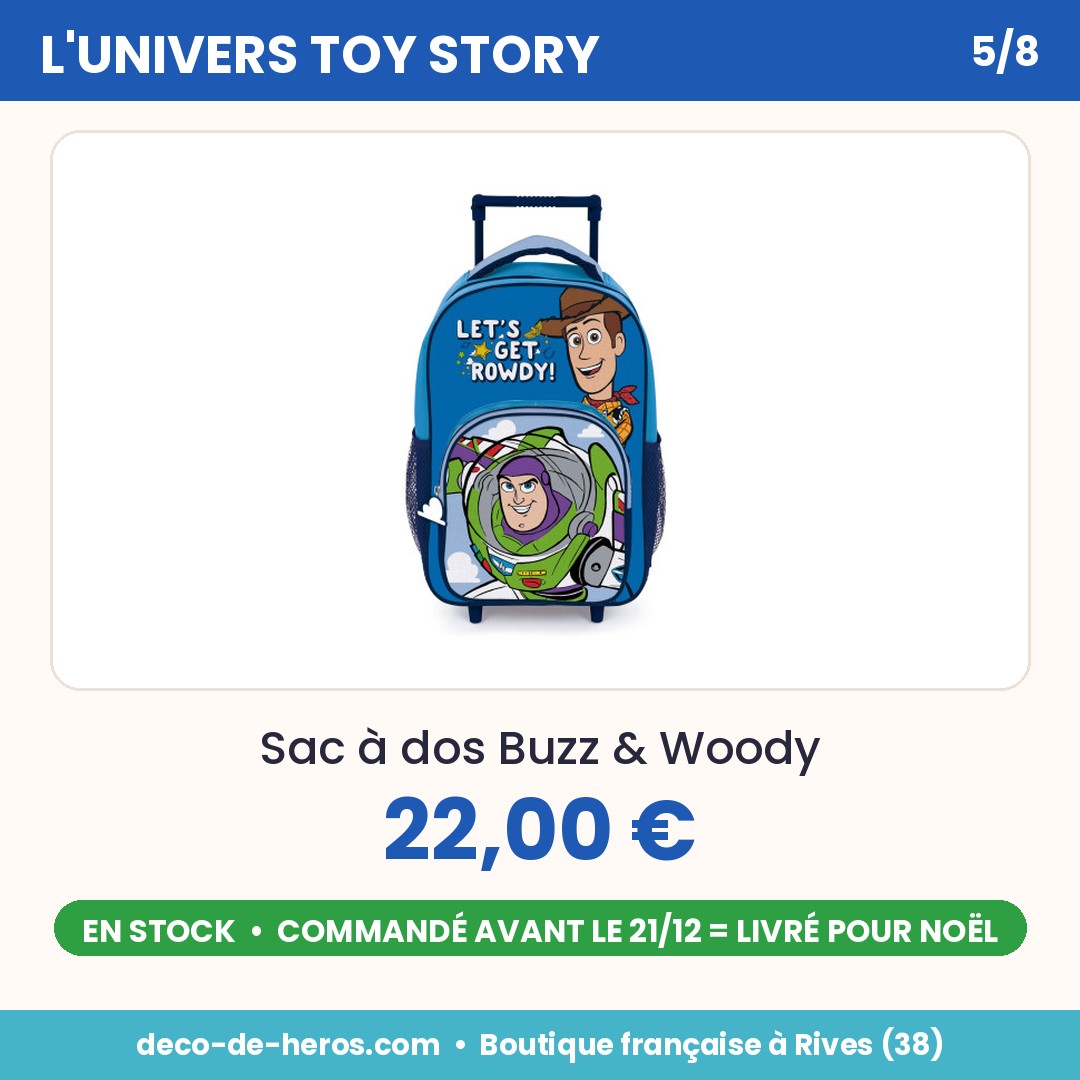 L'UNIVERS TOY STORY
5/8
LET'S
GET
ROWDY!
Sac à dos Buzz & Woody
22,00 €
EN STOCK • COMMANDÉ AVANT LE 21/12 = LIVRÉ POUR NOËL
deco-de-heros.com • Boutique française à Rives (38)